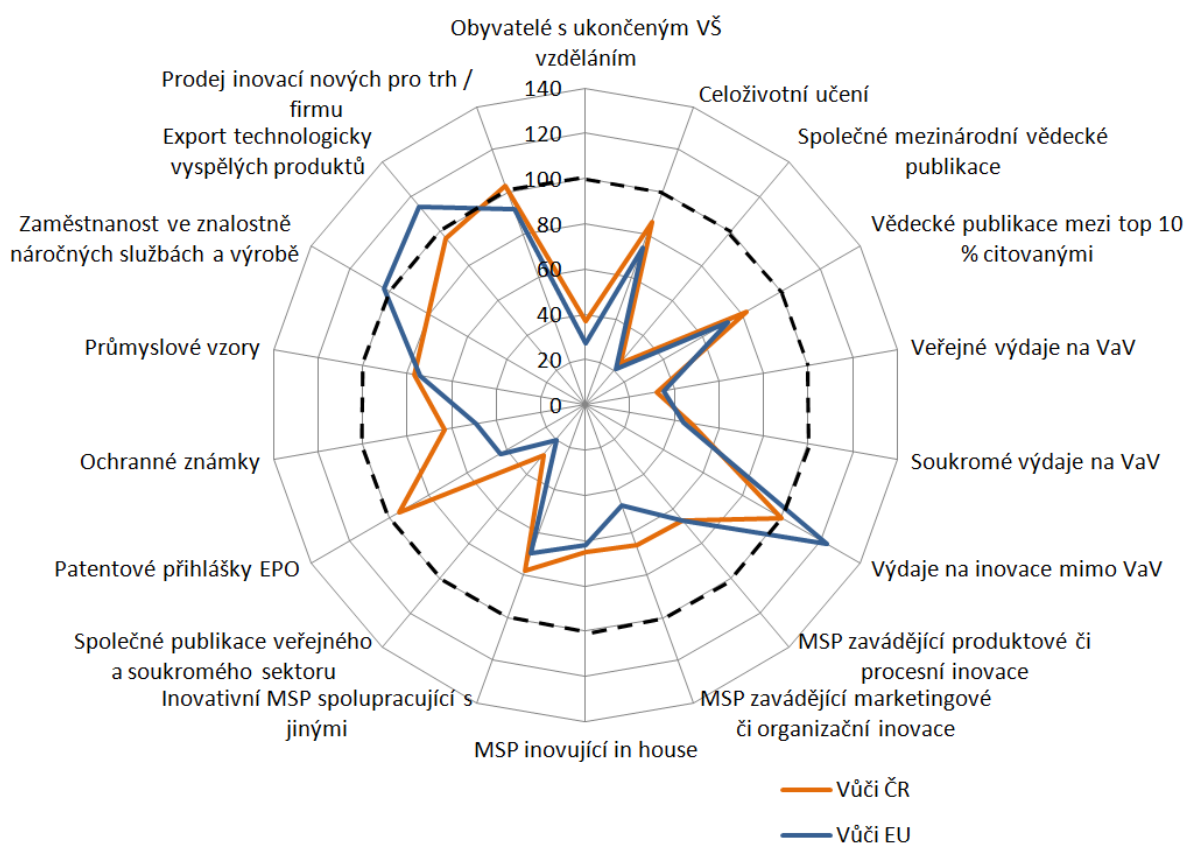 Obyvatelé s ukončeným VŠ
vzděláním
Celoživotní učení
Společné mezinárodní vědecké
publikace
Vědecké publikace mezi top 10
% citovanými
Veřejné výdaje na VaV
Soukromé výdaje na VaV
Výdaje na inovace mimo VaV
MSP zavádějící produktové či
procesní inovace
MSP zavádějící marketingové
či organizační inovace
MSP inovující in house
Inovativní MSP spolupracující s
jinými
Společné publikace veřejného
a soukromého sektoru
Patentové přihlášky EPO
Ochranné známky
Průmyslové vzory
Zaměstnanost ve znalostně
náročných službách a výrobě
Export technologicky
vyspělých produktů
Prodej inovací nových pro trh /
firmu
140
120
100
80
60
40
20
0
Vůči ČR
Vůči EU